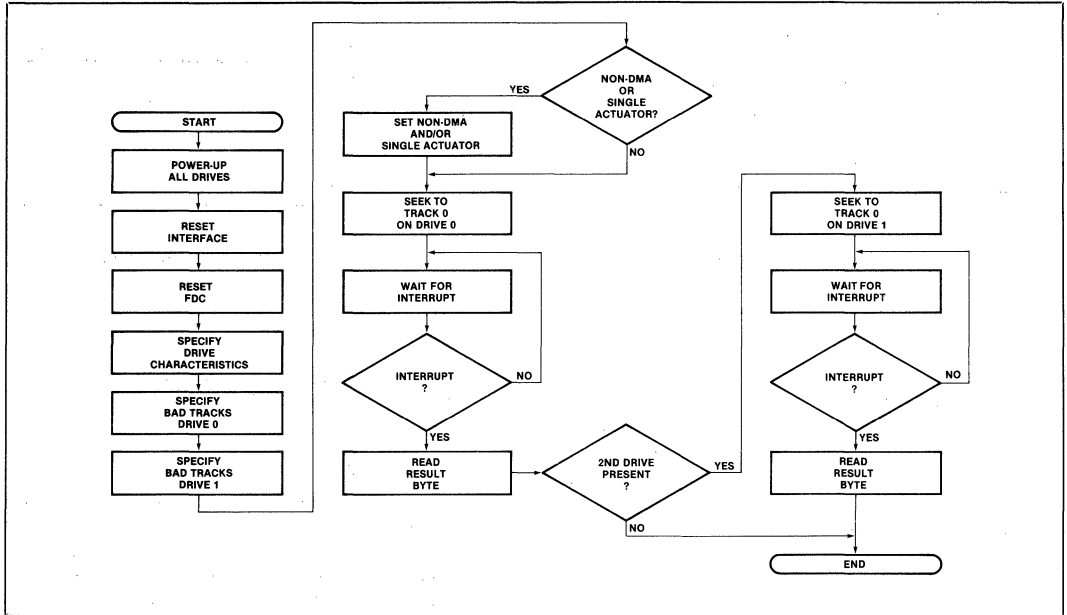 START
POWER-UP
ALL DRIVES
RESET
INTERFACE
RESET
FDC
SPECIFY
DRIVE
CHARACTERISTICS
SPECIFY
BAD TRACKS
DRIVE 0
SPECIFY
BAD TRACKS
DRIVE 1
NON-DMA
OR
SINGLE
ACTUATOR?
YES
NO
SET NON-DMA
AND/OR
SINGLE ACTUATOR
SEEK TO
TRACK 0
ON DRIVE 0
WAIT FOR
INTERRUPT
INTERRUPT
?
NO
YES
READ
RESULT
BYTE
2ND DRIVE
PRESENT
?
YES
NO
SEEK TO
TRACK 0
ON DRIVE 1
WAIT FOR
INTERRUPT
INTERRUPT
?
NO
YES
READ
RESULT
BYTE
END